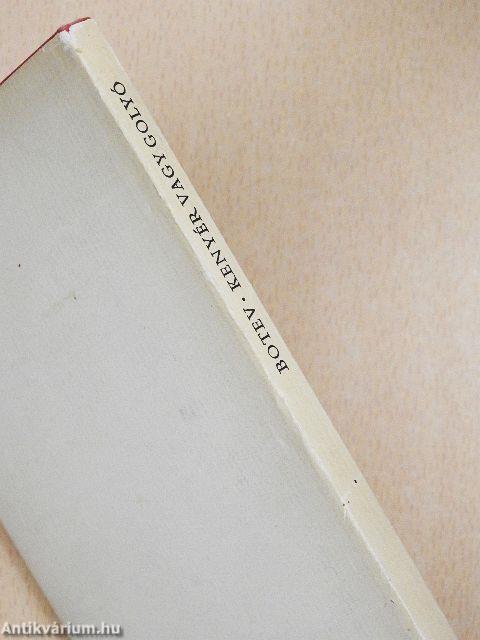 BOTEV · KENYÉR VAGY GOLYÓ
Antikvárium.hu